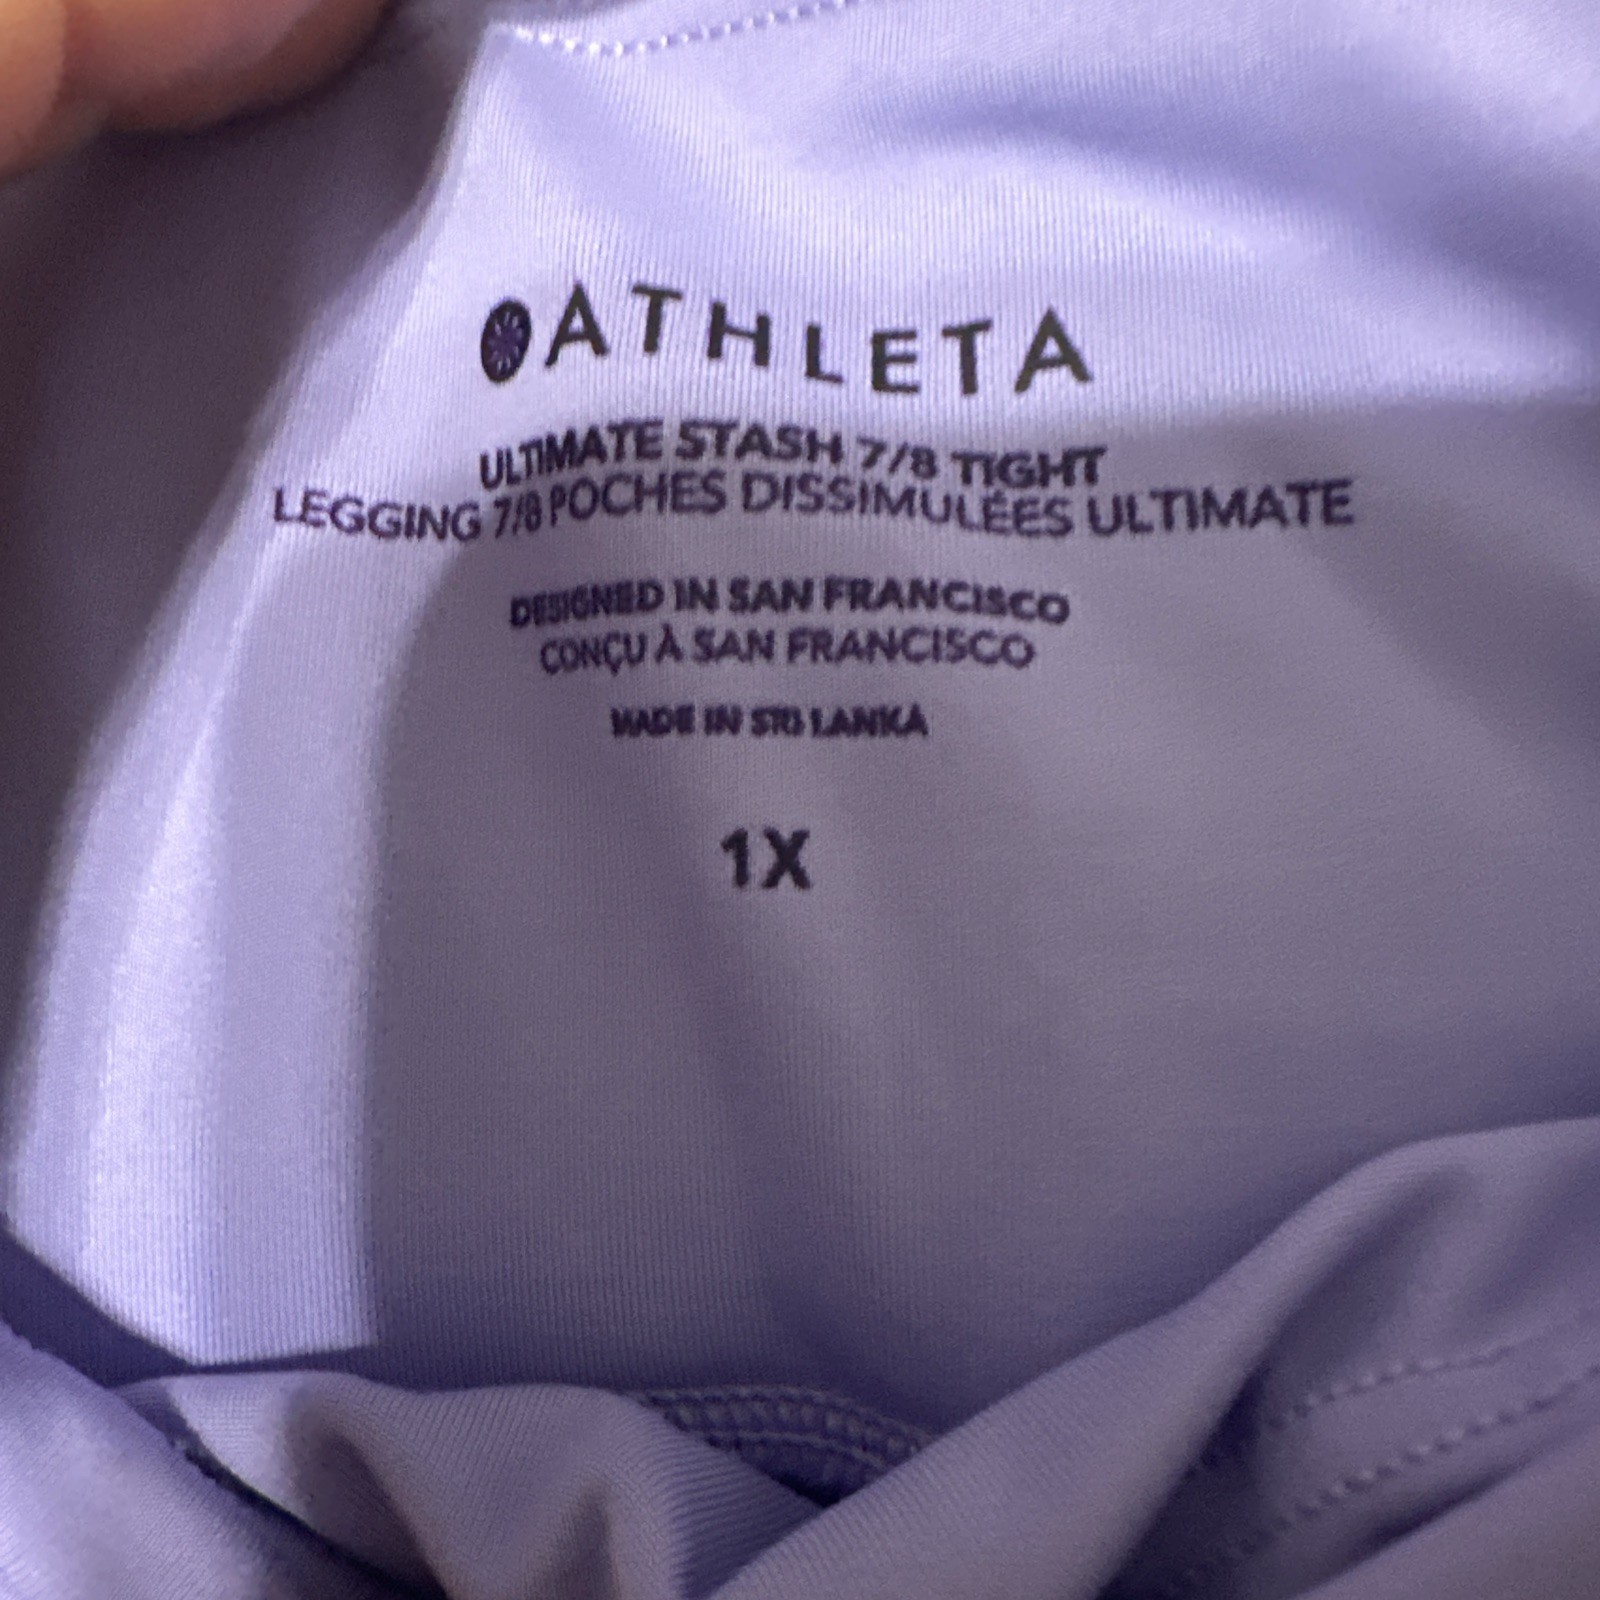 ATHLETA
ULTIMATE STASH 7/8 TIGHT
LEGGING 7/8 POCHES DISSIMULÉES ULTIMATE
DESIGNED IN SAN FRANCISCO
CONÇU À SAN FRANCISCO
MADE IN SRI LANKA
1X